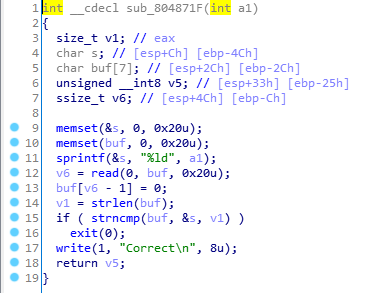 1 int __cdecl sub_804871F(int a1)
2 {
3 size_t v1; // eax
4 char s; // [esp+Ch] [ebp-4Ch]
5 char buf[7]; // [esp+2Ch] [ebp-2Ch]
6 unsigned __int8 v5; // [esp+33h] [ebp-25h]
7 ssize_t v6; // [esp+4Ch] [ebp-Ch]
8
9 memset(&s, 0, 0x20u);
10 memset(buf, 0, 0x20u);
11 sprintf(&s, "%ld", a1);
12 v6 = read(0, buf, 0x20u);
13 buf[v6 - 1] = 0;
14 v1 = strlen(buf);
15 if ( strncmp(buf, &s, v1) )
16 exit(0);
17 write(1, "Correct\n", 8u);
18 return v5;
19 }